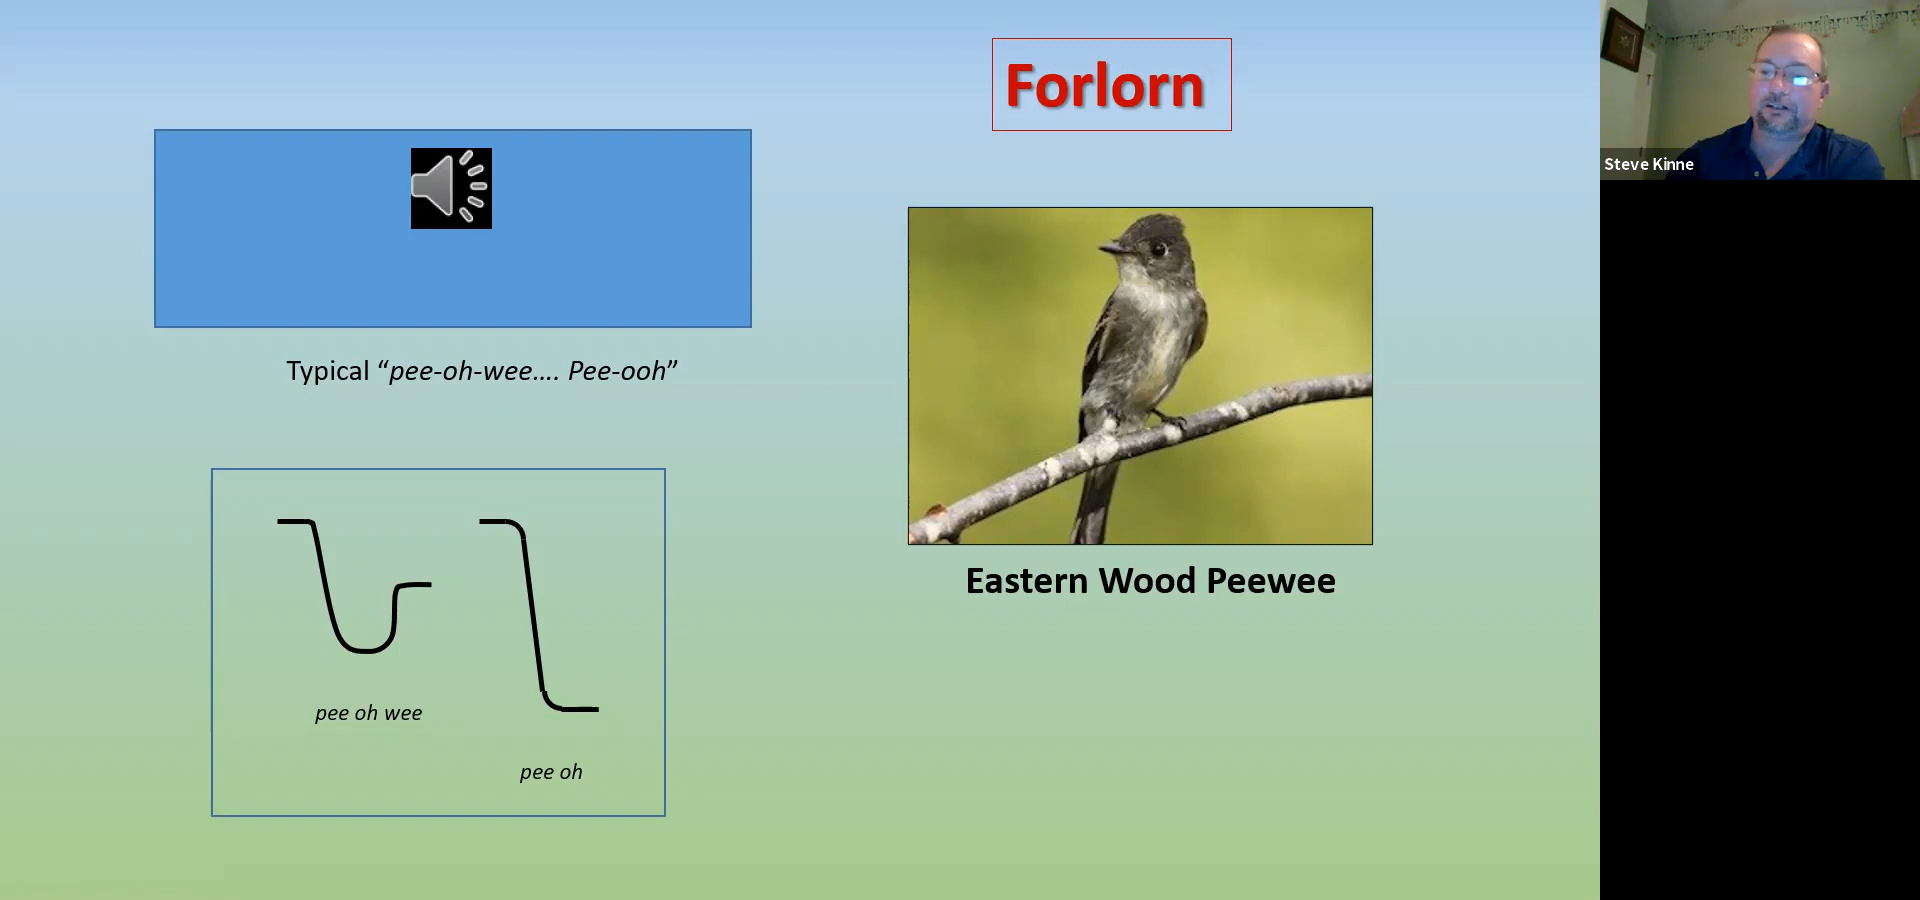 Forlorn
Typical “pee-oh-wee.... Pee-ooh”
pee oh wee
pee oh
Eastern Wood Peewee
Steve Kinne